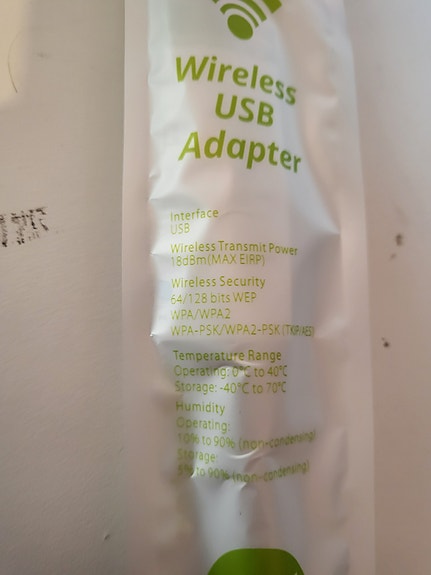 Wireless
USB
Adapter
Interface
USB
Wireless Transmit Power
18dBm(MAX EIRP)
Wireless Security
64/128 bits WEP
WPA/WPA2
WPA-PSK/WPA2-PSK (TKIP/AES)
Temperature Range
Operating: 0°C to 40°C
Storage: -40°C to 70°C
Humidity
Operating:
10% to 90% (non-condensing)
Storage:
5% to 90% (non-condensing)